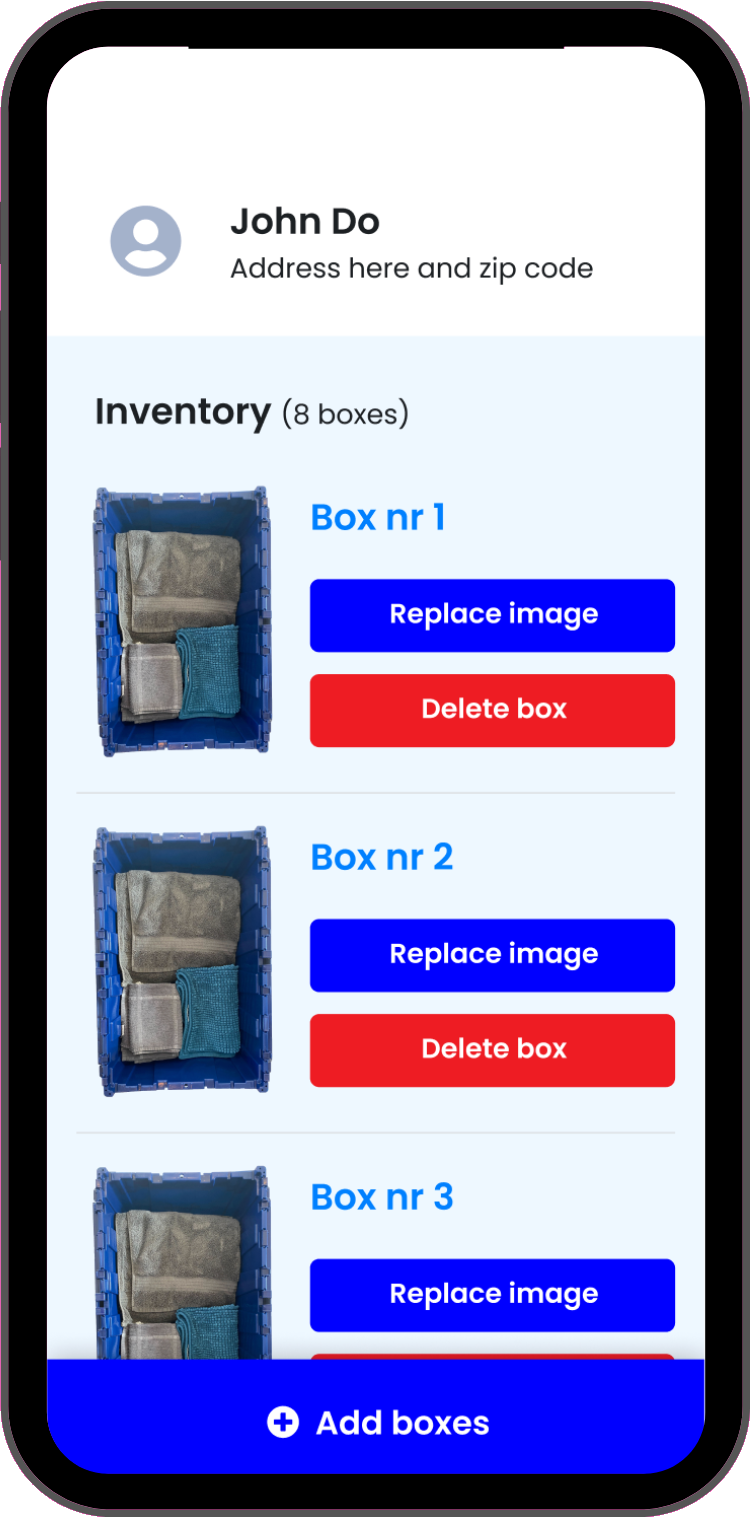 John Do
Address here and zip code
Inventory (8 boxes)
Box nr 1
Replace image
Delete box
Box nr 2
Replace image
Delete box
Box nr 3
Replace image
Add boxes